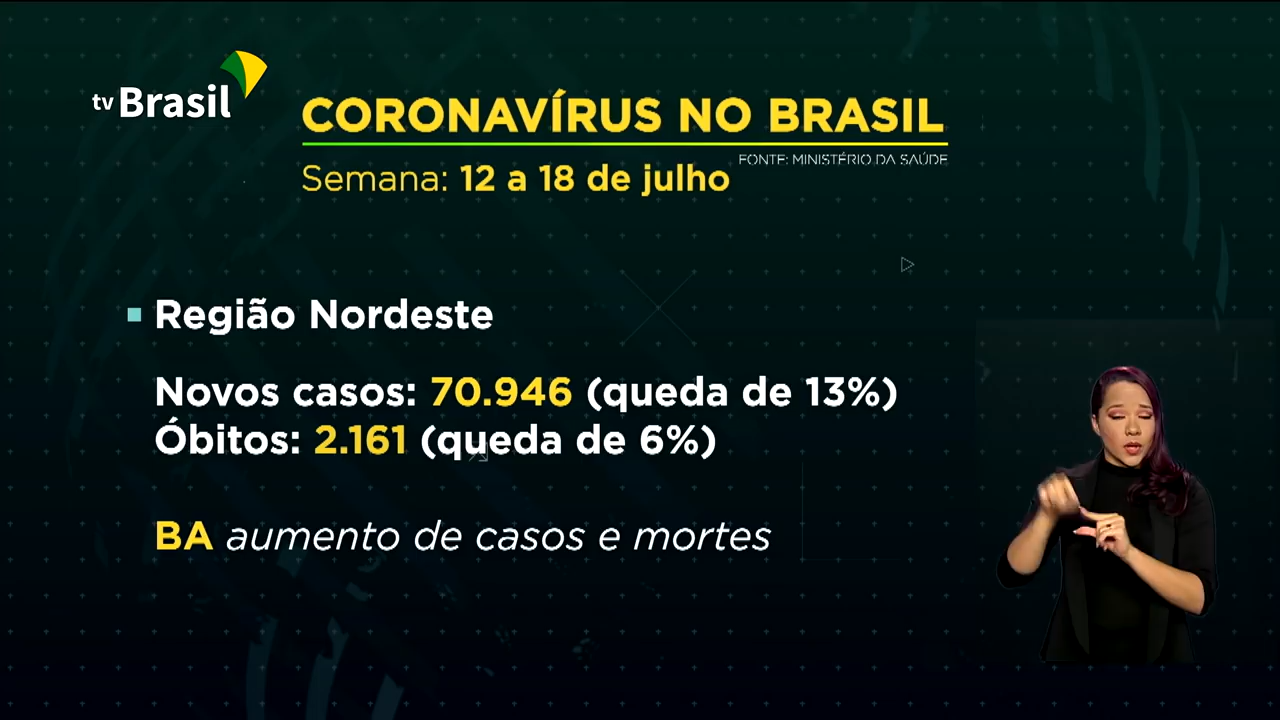 tv Brasil
CORONAVÍRUS NO BRASIL
FONTE: MINISTÉRIO DA SAÚDE
Semana: 12 a 18 de julho
Região Nordeste
Novos casos: 70.946 (queda de 13%)
Óbitos: 2.161 (queda de 6%)
BA aumento de casos e mortes